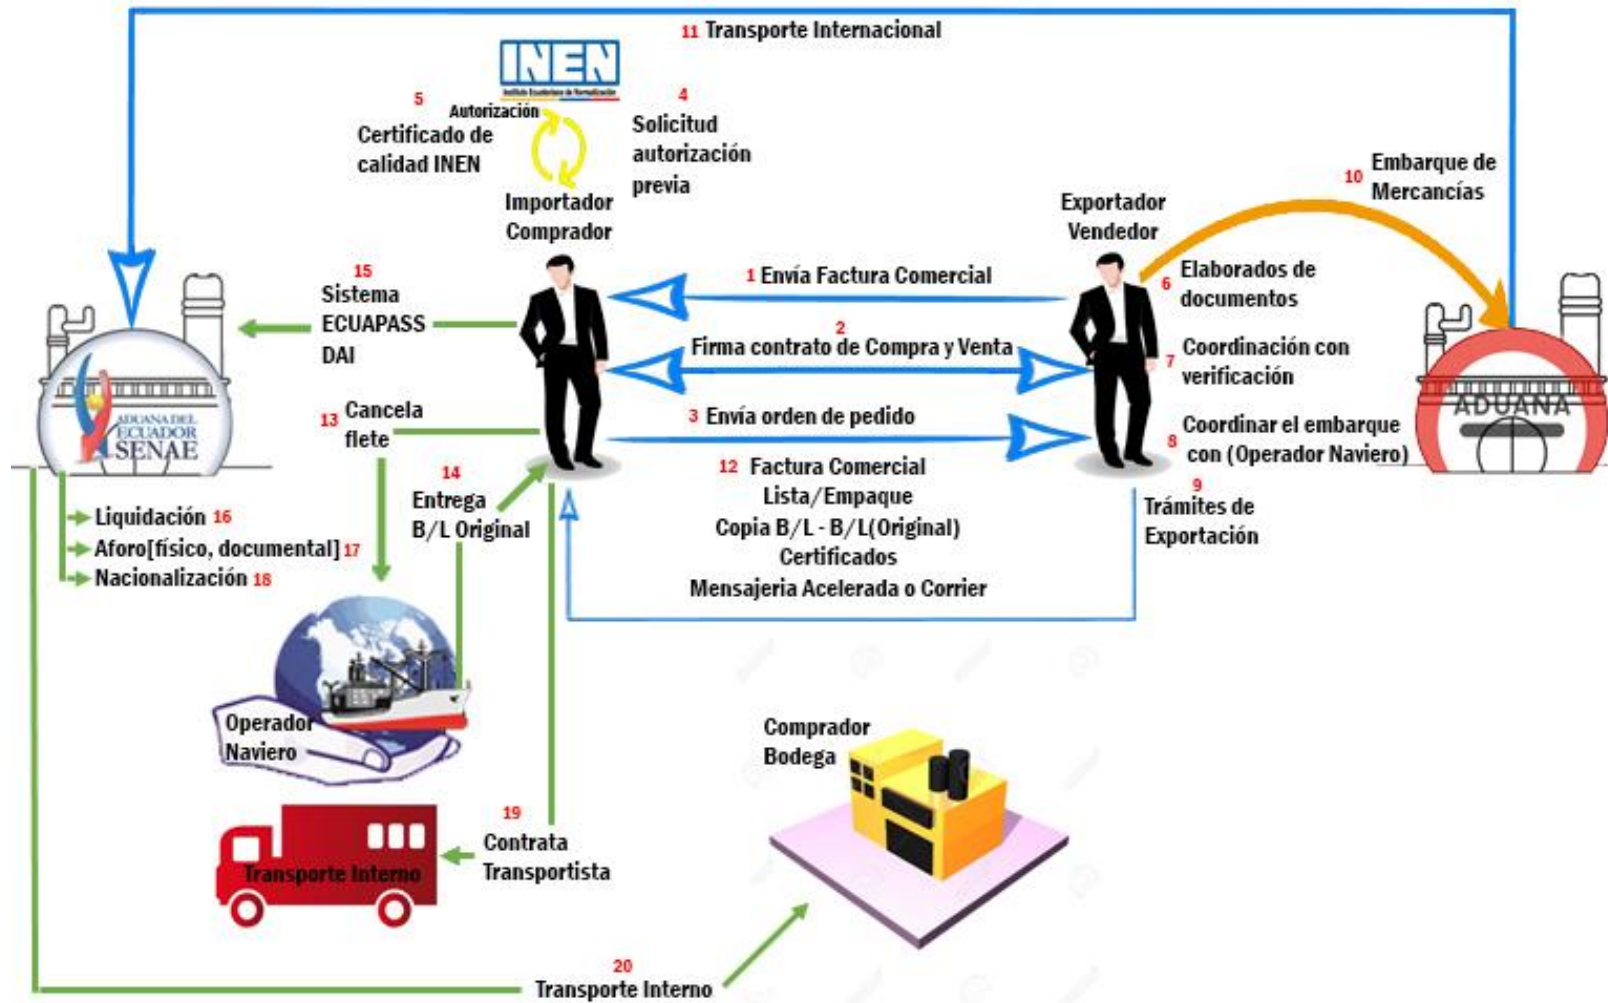 11 Transporte Internacional
INEN
Instituto Ecuatoriano de Normalización
5
Autorización
Certificado de
calidad INEN
4
Solicitud
autorización
previa
Importador
Comprador
Exportador
Vendedor
10
Embarque de
Mercancías
1 Envía Factura Comercial
2
Firma contrato de Compra y Venta
3 Envía orden de pedido
6 Elaborados de
documentos
7 Coordinación con
verificación
8 Coordinar el embarque
con (Operador Naviero)
9
Trámites de
Exportación
ADUANA
15
Sistema
ECUAPASS
DAI
ADUANA DEL
ECUADOR
SENAE
13 Cancela
flete
14
Entrega
B/L Original
12 Factura Comercial
Lista/Empaque
Copia B/L - B/L(Original)
Certificados
Mensajeria Acelerada o Corrier
Liquidación 16
Aforo[físico, documental] 17
Nacionalización 18
Operador
Naviero
Comprador
Bodega
19
Contrata
Transportista
Transporte Interno
20
Transporte Interno